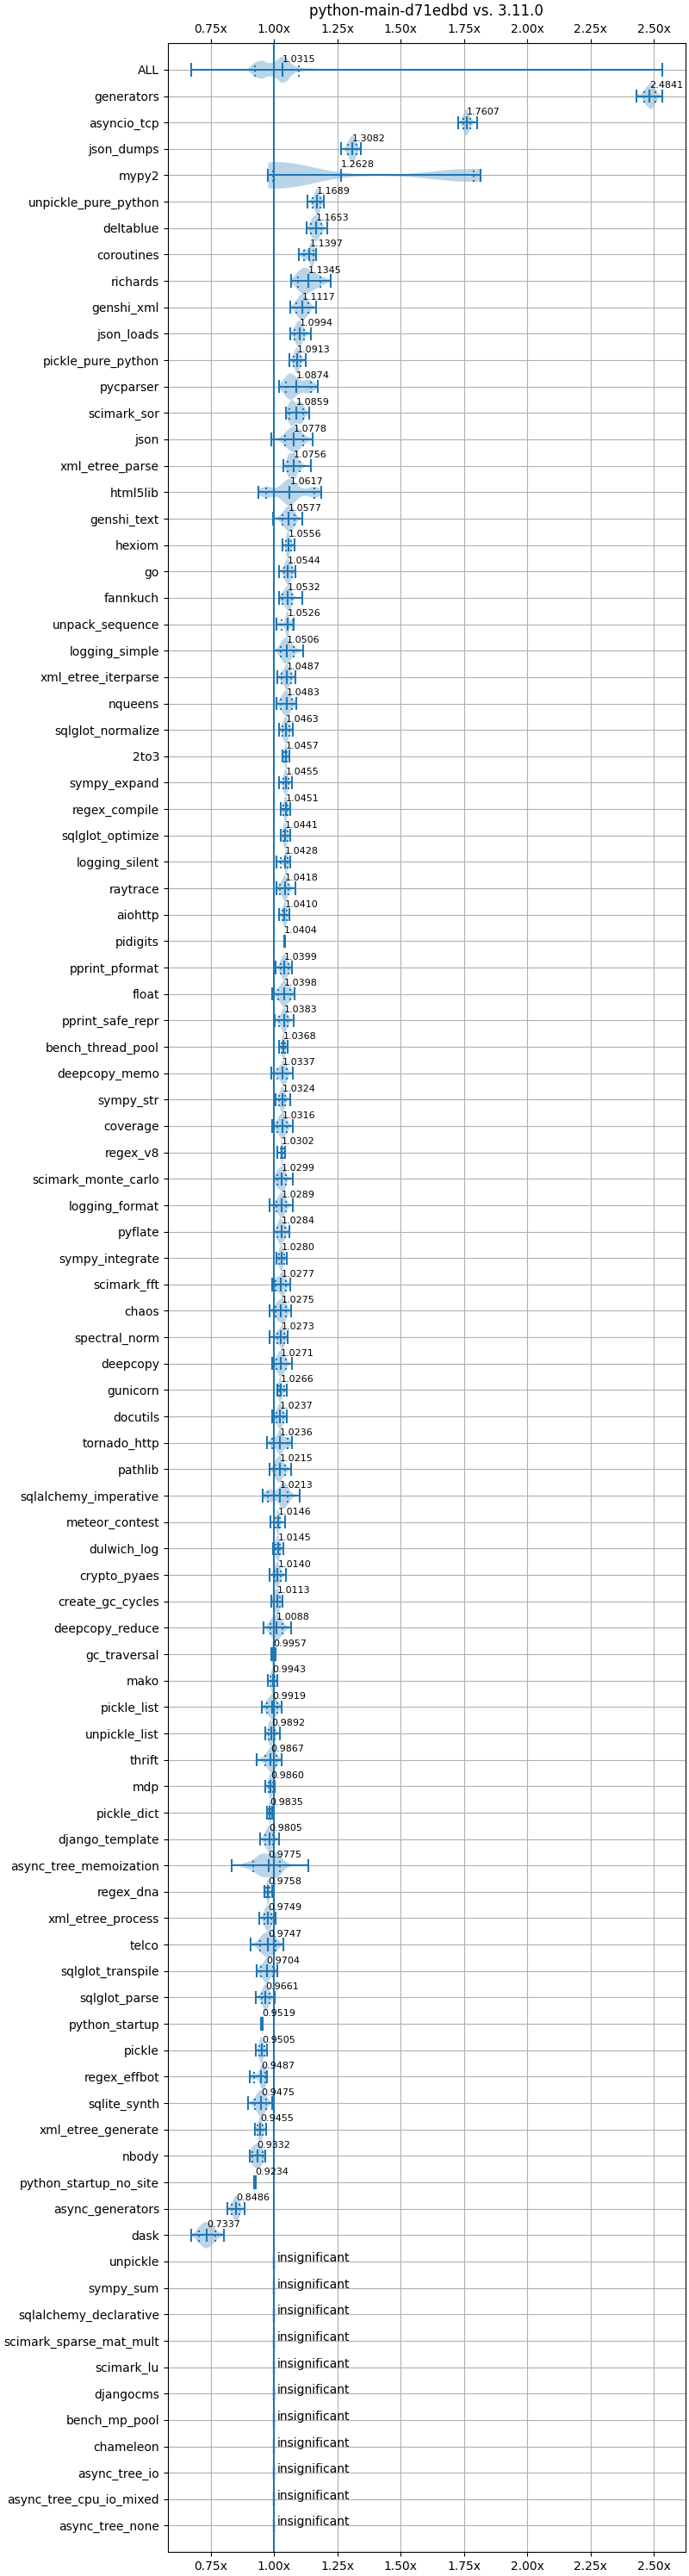 python-main-d71edbd vs. 3.11.0
0.75x 1.00x 1.25x 1.50x 1.75x 2.00x 2.25x 2.50x
ALL 1.0315
generators 2.4841
asyncio_tcp 1.7607
json_dumps 1.3082
mypy2 1.2628
unpickle_pure_python 1.1689
deltablue 1.1653
coroutines 1.1397
richards 1.1345
genshi_xml 1.1117
json_loads 1.0994
pickle_pure_python 1.0913
pycparser 1.0874
scimark_sor 1.0859
json 1.0778
xml_etree_parse 1.0756
html5lib 1.0617
genshi_text 1.0577
hexiom 1.0556
go 1.0544
fannkuch 1.0532
unpack_sequence 1.0526
logging_simple 1.0506
xml_etree_iterparse 1.0487
nqueens 1.0483
sqlglot_normalize 1.0463
2to3 1.0457
sympy_expand 1.0455
regex_compile 1.0451
sqlglot_optimize 1.0441
logging_silent 1.0428
raytrace 1.0418
aiohttp 1.0410
pidigits 1.0404
pprint_pformat 1.0399
float 1.0398
pprint_safe_repr 1.0383
bench_thread_pool 1.0368
deepcopy_memo 1.0337
sympy_str 1.0324
coverage 1.0316
regex_v8 1.0302
scimark_monte_carlo 1.0299
logging_format 1.0289
pyflate 1.0284
sympy_integrate 1.0280
scimark_fft 1.0277
chaos 1.0275
spectral_norm 1.0273
deepcopy 1.0271
gunicorn 1.0266
docutils 1.0237
tornado_http 1.0236
pathlib 1.0215
sqlalchemy_imperative 1.0213
meteor_contest 1.0146
dulwich_log 1.0145
crypto_pyaes 1.0140
create_gc_cycles 1.0113
deepcopy_reduce 1.0088
gc_traversal 0.9957
mako 0.9943
pickle_list 0.9919
unpickle_list 0.9892
thrift 0.9867
mdp 0.9860
pickle_dict 0.9835
django_template 0.9805
async_tree_memoization 0.9775
regex_dna 0.9758
xml_etree_process 0.9749
telco 0.9747
sqlglot_transpile 0.9704
sqlglot_parse 0.9661
python_startup 0.9519
pickle 0.9505
regex_effbot 0.9487
sqlite_synth 0.9475
xml_etree_generate 0.9455
nbody 0.9332
python_startup_no_site 0.9234
async_generators 0.8486
dask 0.7337
unpickle insignificant
sympy_sum insignificant
sqlalchemy_declarative insignificant
scimark_sparse_mat_mult insignificant
scimark_lu insignificant
djangocms insignificant
bench_mp_pool insignificant
chameleon insignificant
async_tree_io insignificant
async_tree_cpu_io_mixed insignificant
async_tree_none insignificant
0.75x 1.00x 1.25x 1.50x 1.75x 2.00x 2.25x 2.50x